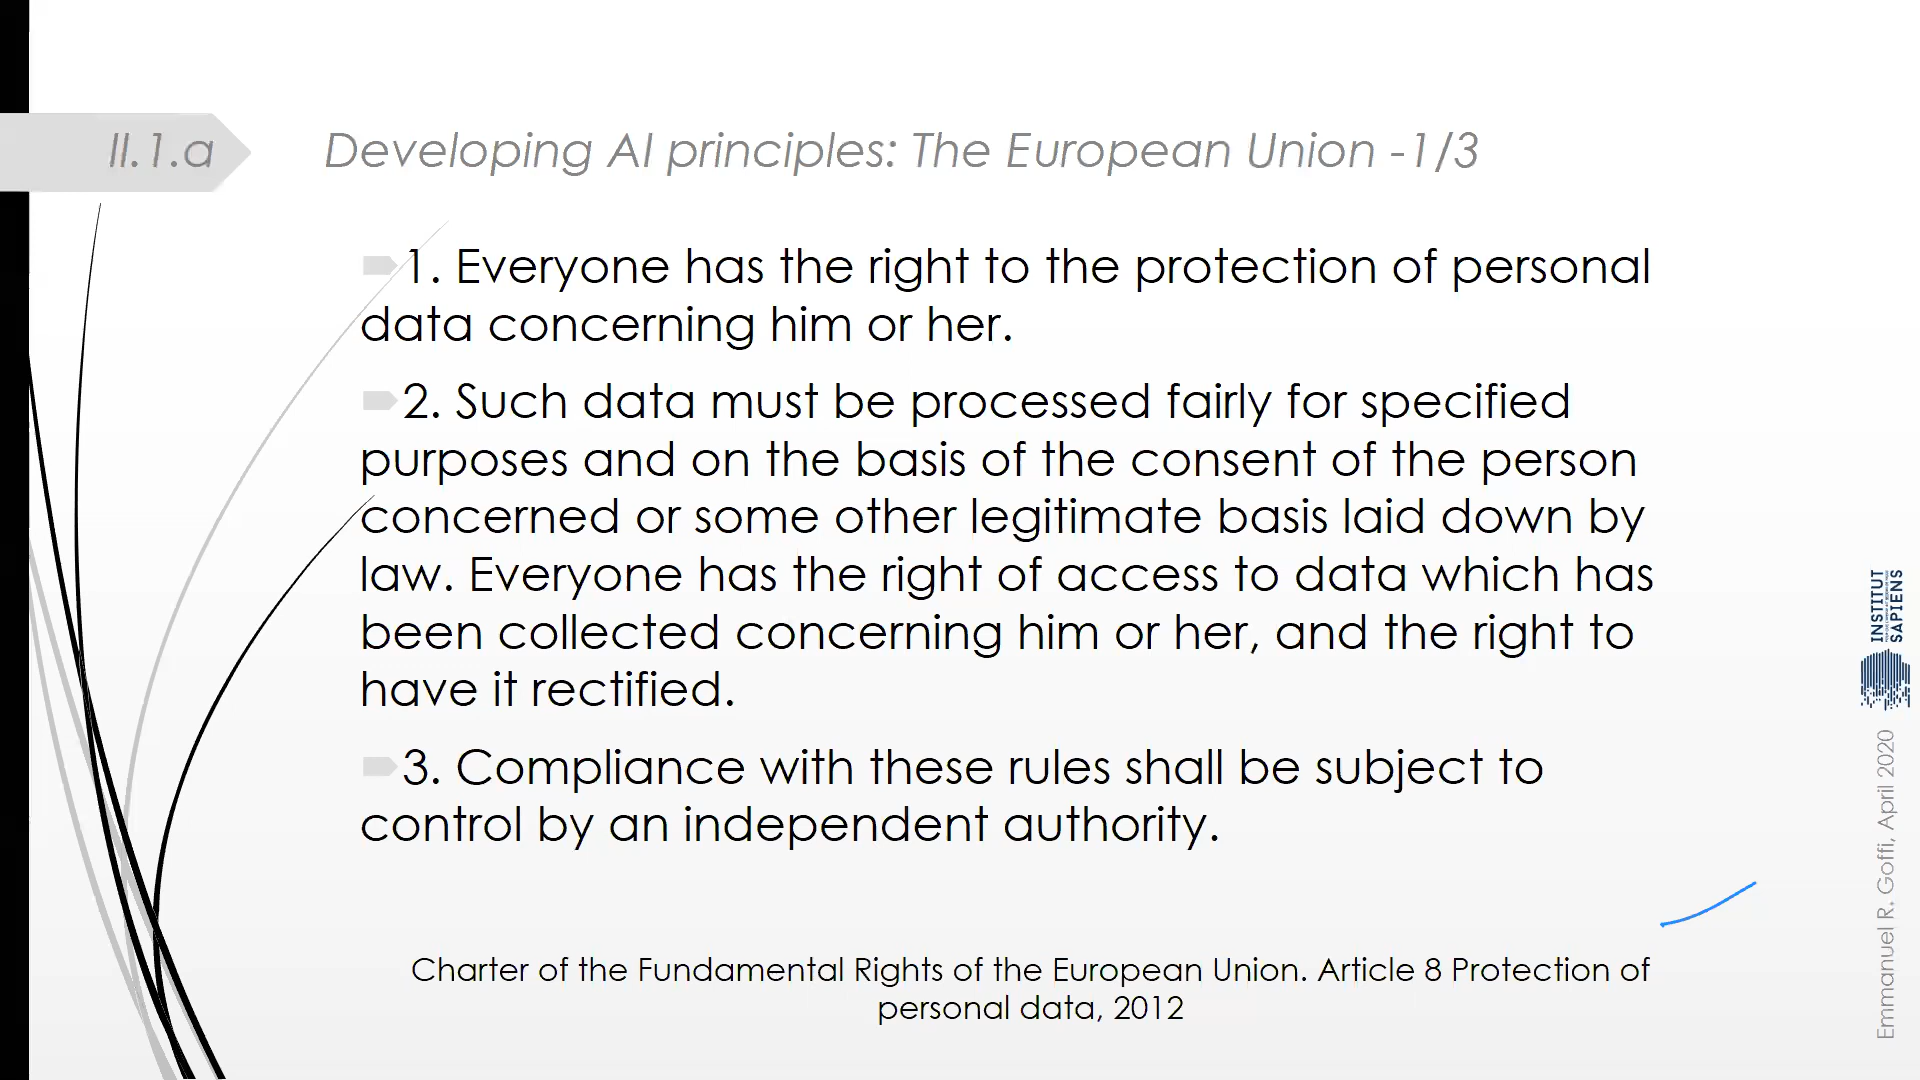 II.1.a
Developing AI principles: The European Union -1/3
1. Everyone has the right to the protection of personal
data concerning him or her.
2. Such data must be processed fairly for specified
purposes and on the basis of the consent of the person
concerned or some other legitimate basis laid down by
law. Everyone has the right of access to data which has
been collected concerning him or her, and the right to
have it rectified.
3. Compliance with these rules shall be subject to
control by an independent authority.
Charter of the Fundamental Rights of the European Union. Article 8 Protection of
personal data, 2012
INSTITUT
SAPIENS
Emmanuel R. Goffi, April 2020